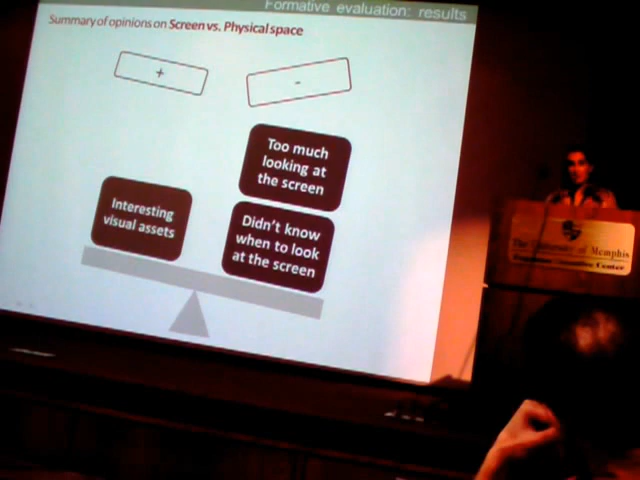 Formative evaluation: results
Summary of opinions on Screen vs. Physical space
+
-
Too much
looking at
the screen
Interesting
visual assets
Didn't know
when to look
at the screen
The University of Memphis
Center